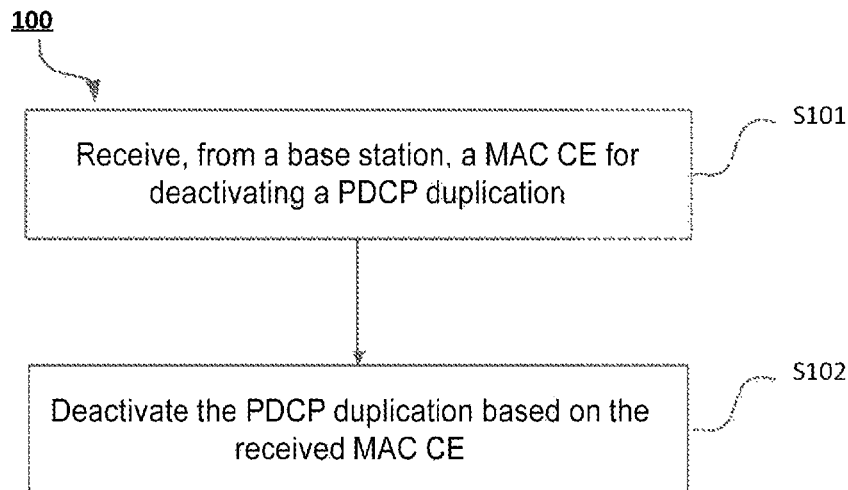 100
S101
Receive, from a base station, a MAC CE for
deactivating a PDCP duplication
S102
Deactivate the PDCP duplication based on the
received MAC CE